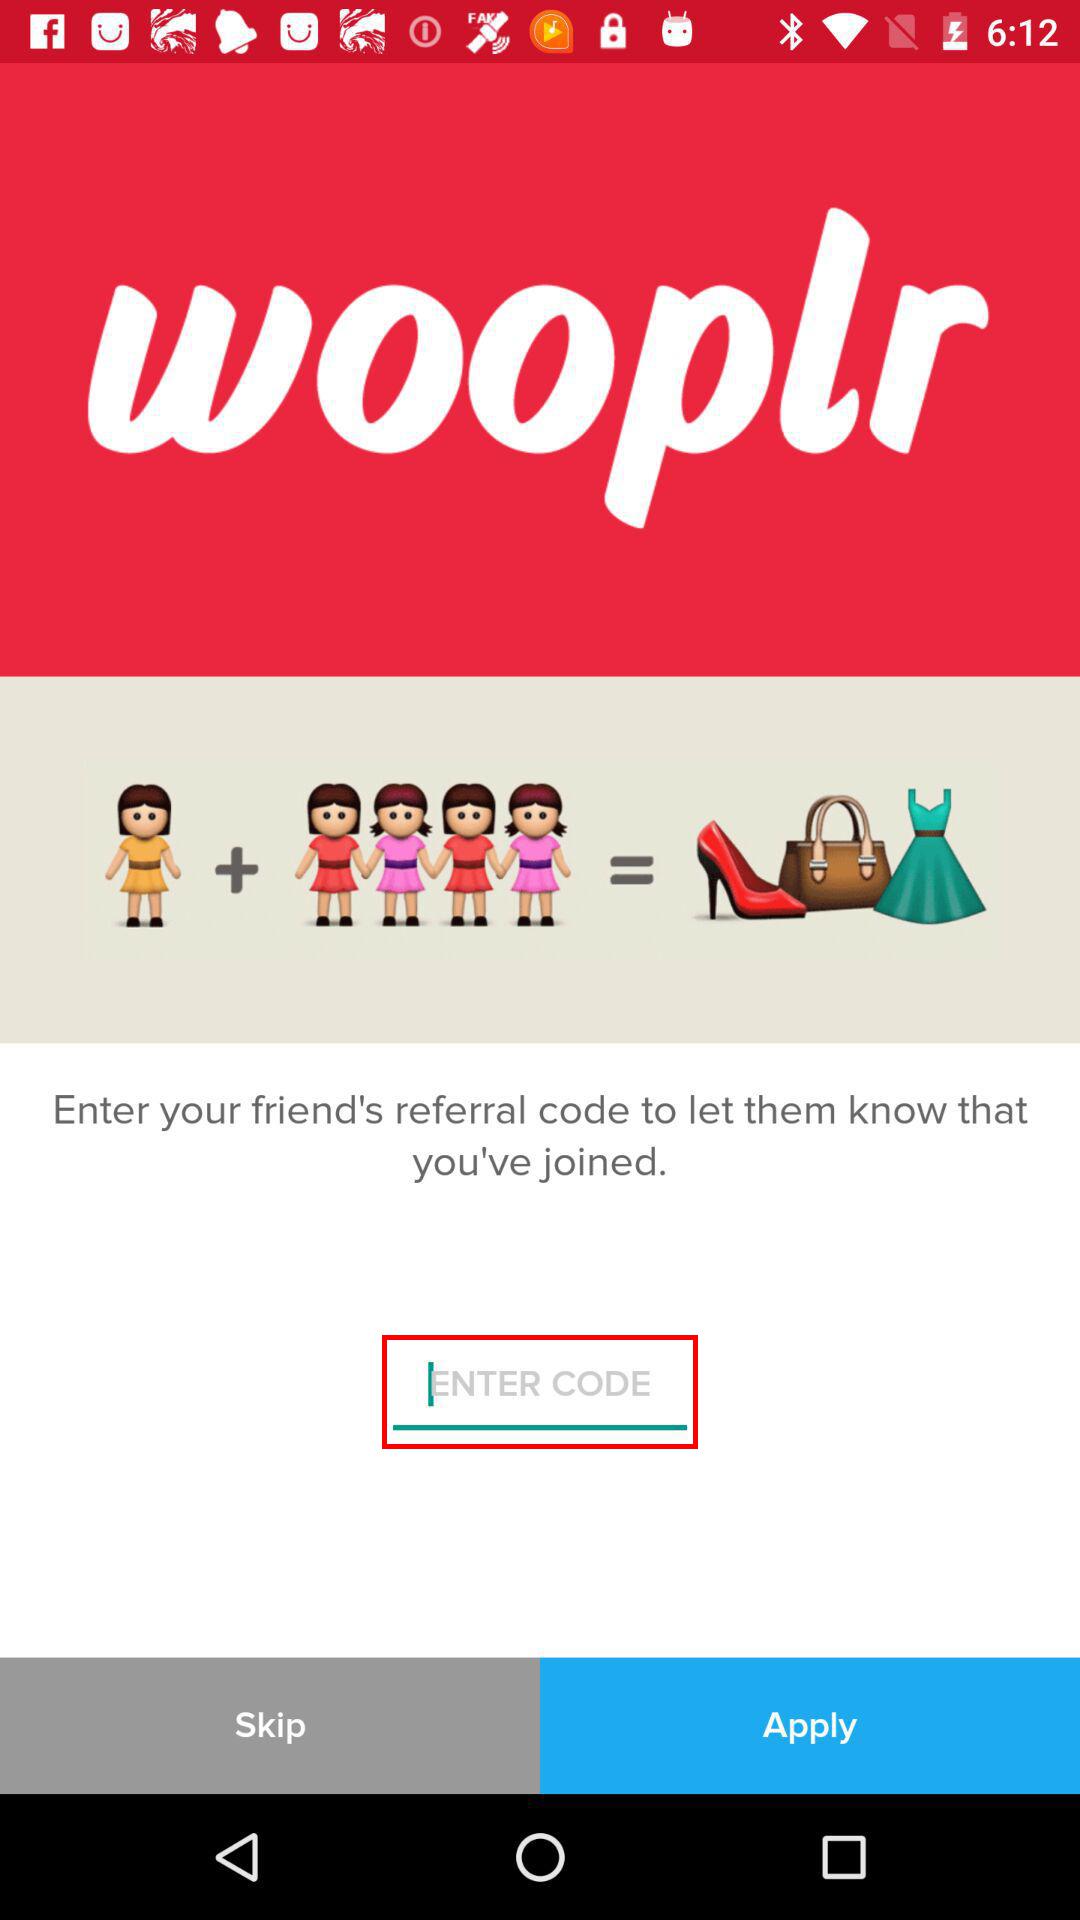 FAKE
6:12
wooplr
Enter your friend's referral code to let them know that
you've joined.
ENTER CODE
Skip
Apply